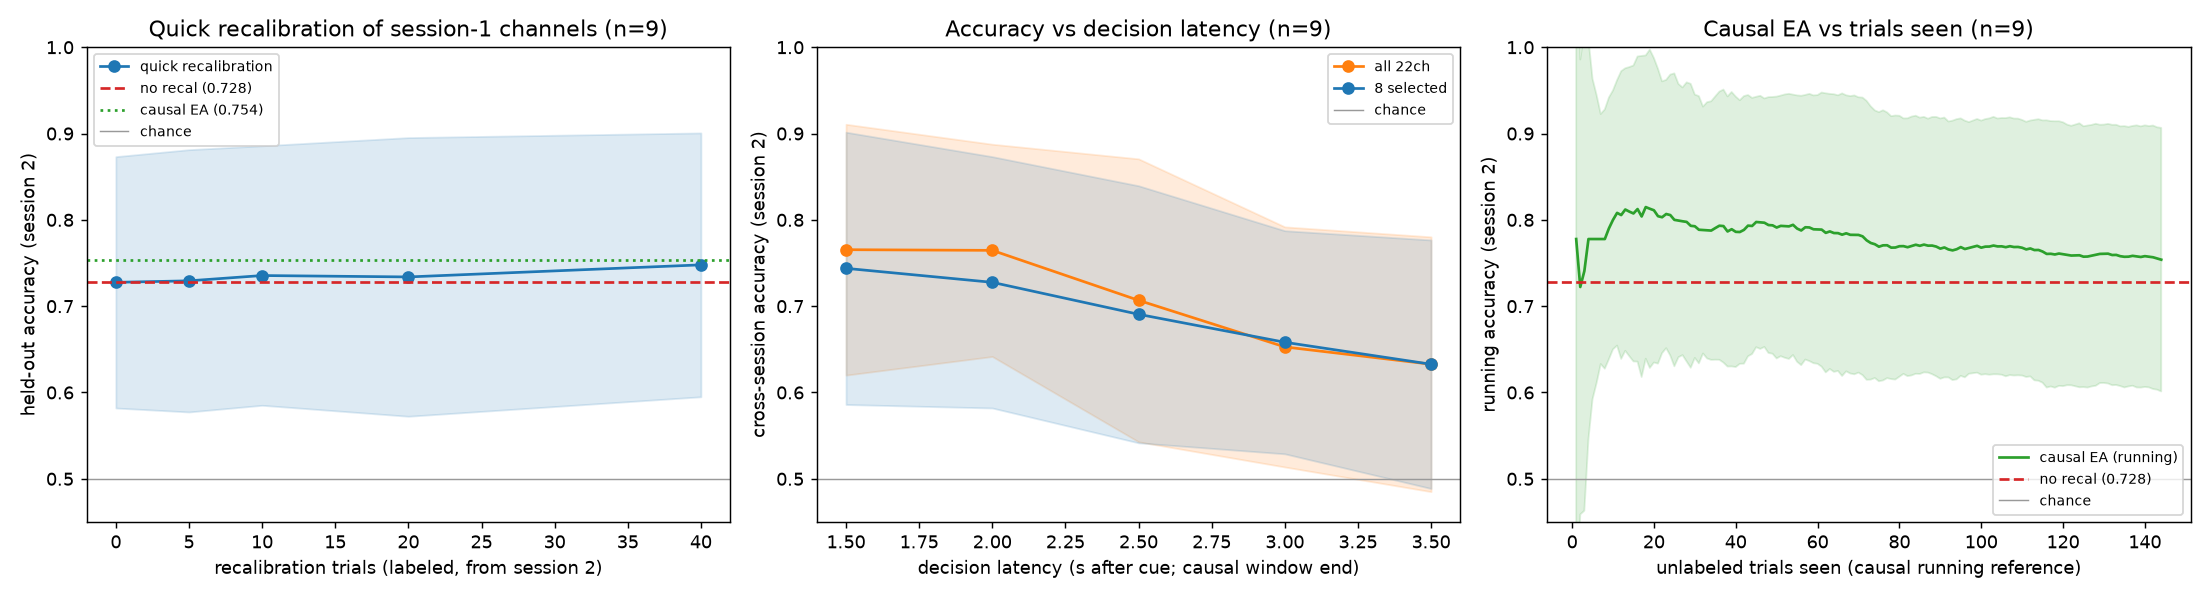 Quick recalibration of session-1 channels (n=9)
quick recalibration
no recal (0.728)
causal EA (0.754)
chance
1.0
0.9
0.8
0.7
0.6
0.5
held-out accuracy (session 2)
0 5 10 15 20 25 30 35 40
recalibration trials (labeled, from session 2)
Accuracy vs decision latency (n=9)
all 22ch
8 selected
chance
1.0
0.9
0.8
0.7
0.6
0.5
cross-session accuracy (session 2)
1.50 1.75 2.00 2.25 2.50 2.75 3.00 3.25 3.50
decision latency (s after cue; causal window end)
Causal EA vs trials seen (n=9)
1.0
0.9
0.8
0.7
0.6
0.5
running accuracy (session 2)
causal EA (running)
no recal (0.728)
chance
0 20 40 60 80 100 120 140
unlabeled trials seen (causal running reference)